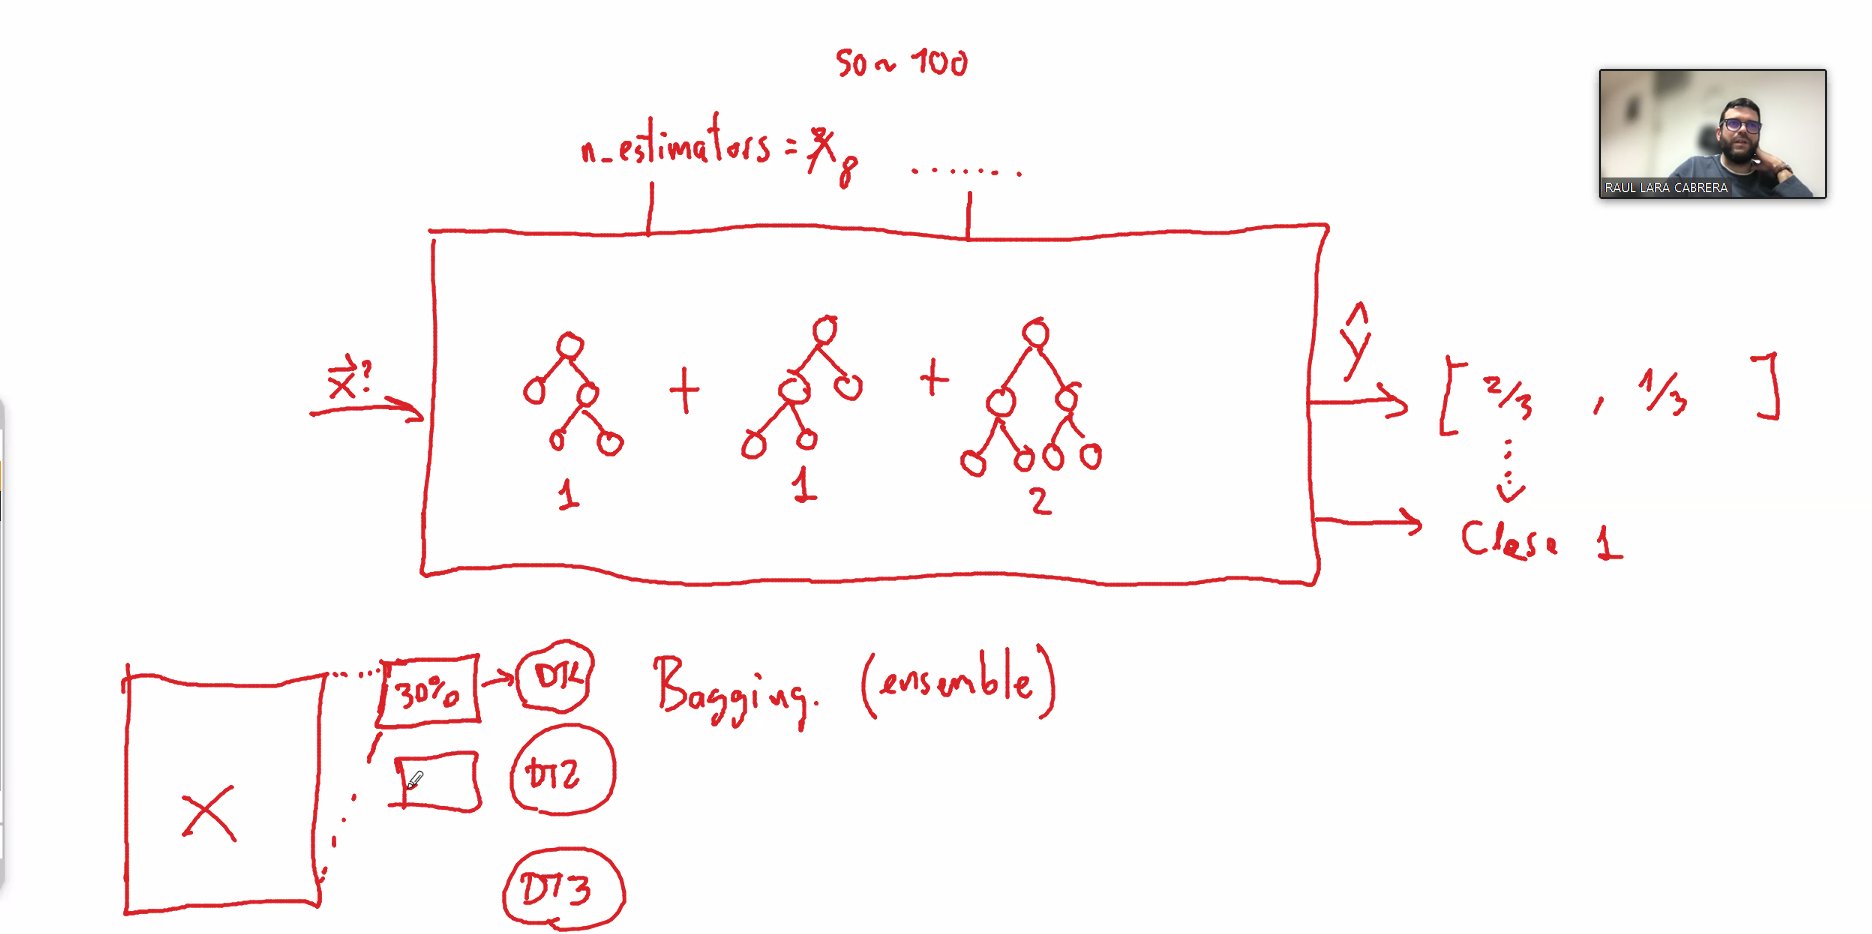 50 ~ 100
n_estimators = 8 .......
RAUL LARA CABRERA
x⃗?
+ +
ŷ
[ 2/3 , 1/3 ]
1 1 2
Clase 1
30% → DT1
Bagging. (ensemble)
X
DT2
DT3